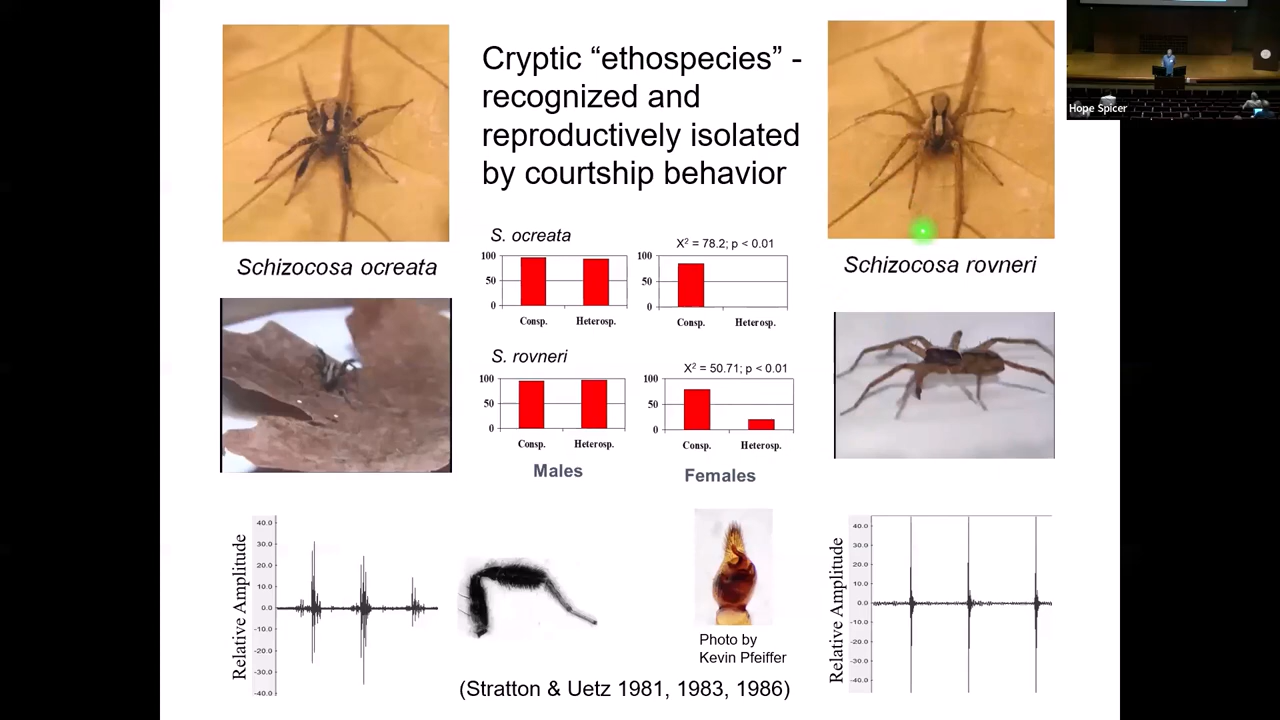 Cryptic “ethospecies” -
recognized and
reproductively isolated
by courtship behavior
Hope Spicer
Schizocosa ocreata
Schizocosa rovneri
S. ocreata
X² = 78.2; p < 0.01
100
50
0
Consp.
Heterosp.
100
50
0
Consp.
Heterosp.
S. rovneri
X² = 50.71; p < 0.01
100
50
0
Consp.
Heterosp.
100
50
0
Consp.
Heterosp.
Males
Females
Relative Amplitude
40.0
30.0
20.0
10.0
0.0
-10.0
-20.0
-30.0
-40.0
Photo by
Kevin Pfeiffer
Relative Amplitude
40.0
30.0
20.0
10.0
0.0
-10.0
-20.0
-30.0
-40.0
(Stratton & Uetz 1981, 1983, 1986)